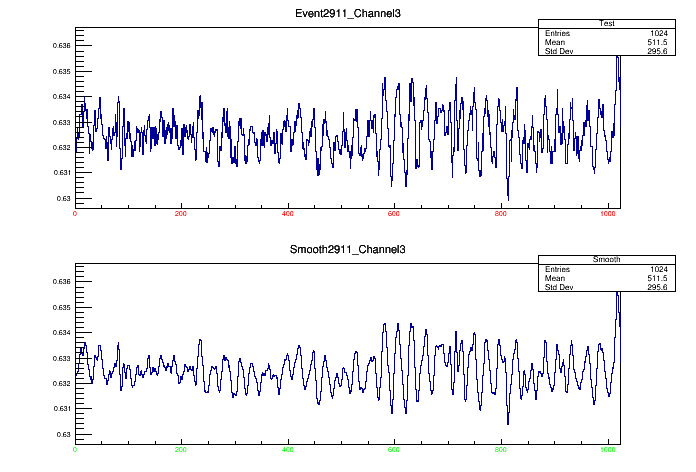 Event2911_Channel3
Test
Entries 1024
Mean 511.5
Std Dev 295.6
0.636
0.635
0.634
0.633
0.632
0.631
0.63
0 200 400 600 800 1000
Smooth2911_Channel3
Smooth
Entries 1024
Mean 511.5
Std Dev 295.6
0.636
0.635
0.634
0.633
0.632
0.631
0.63
0 200 400 600 800 1000